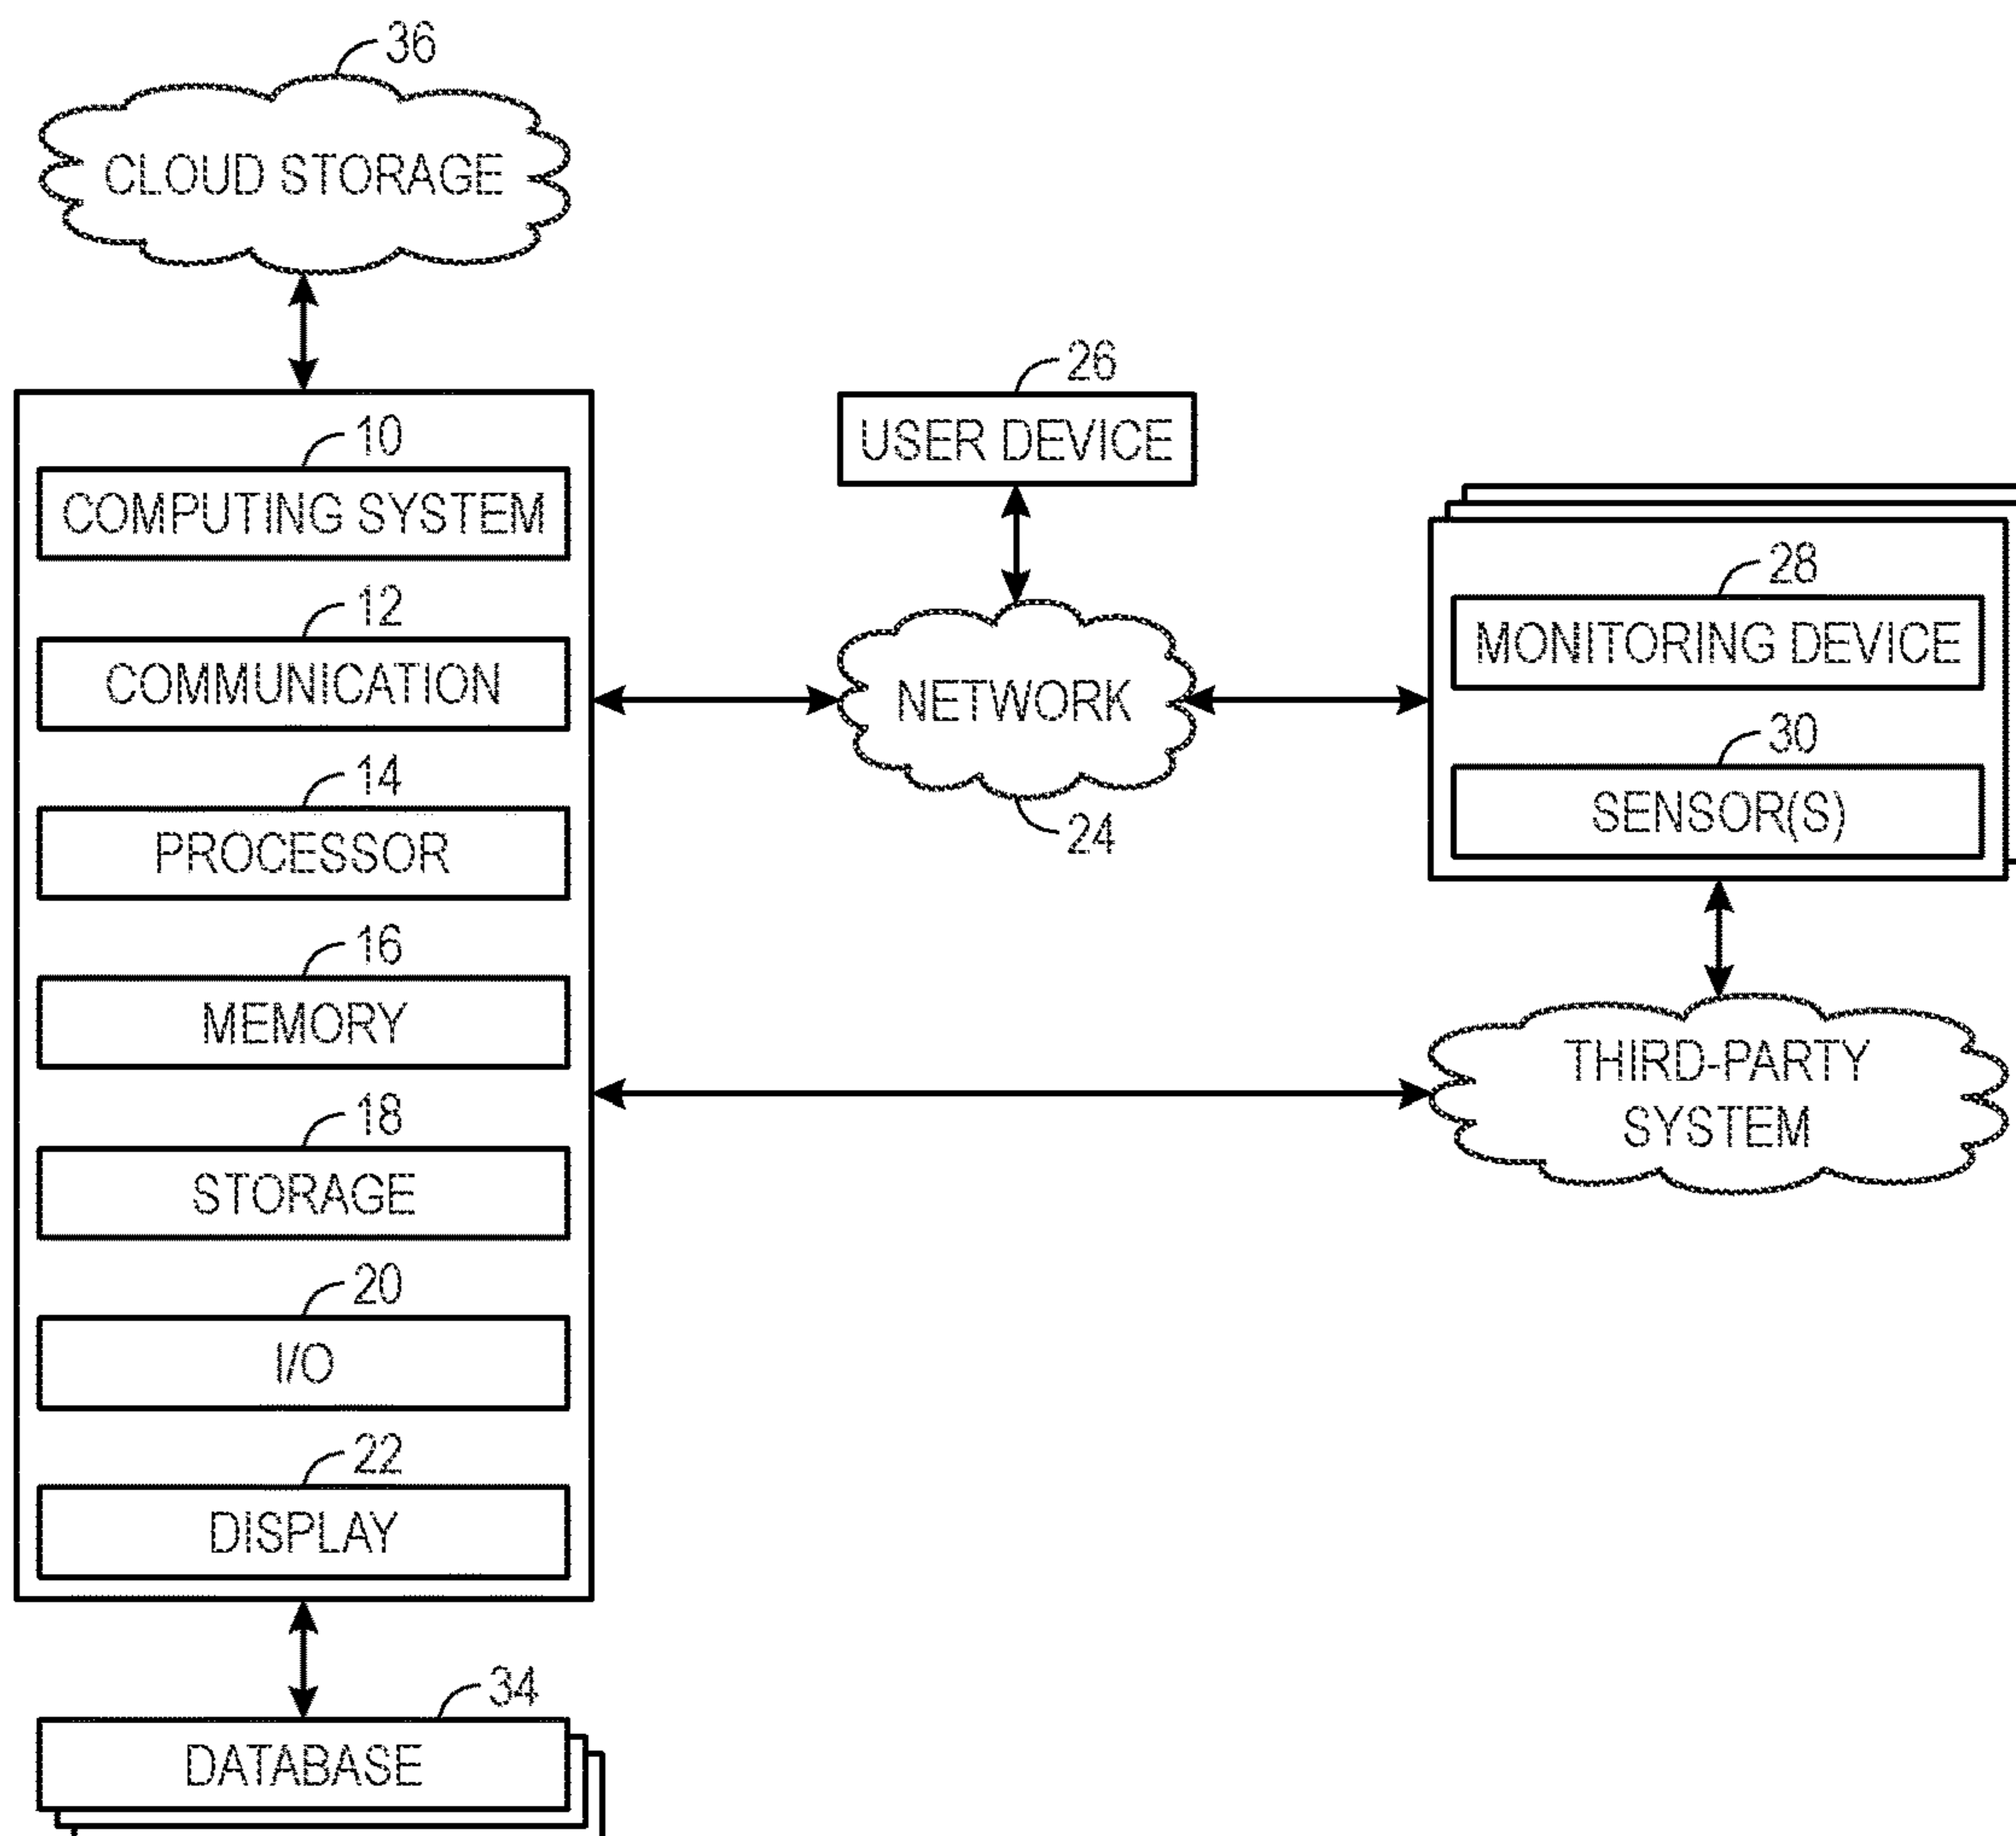 36
CLOUD STORAGE
10
COMPUTING SYSTEM
12
COMMUNICATION
14
PROCESSOR
16
MEMORY
18
STORAGE
20
I/O
22
DISPLAY
34
DATABASE
26
USER DEVICE
NETWORK
24
28
MONITORING DEVICE
30
SENSOR(S)
THIRD-PARTY
SYSTEM